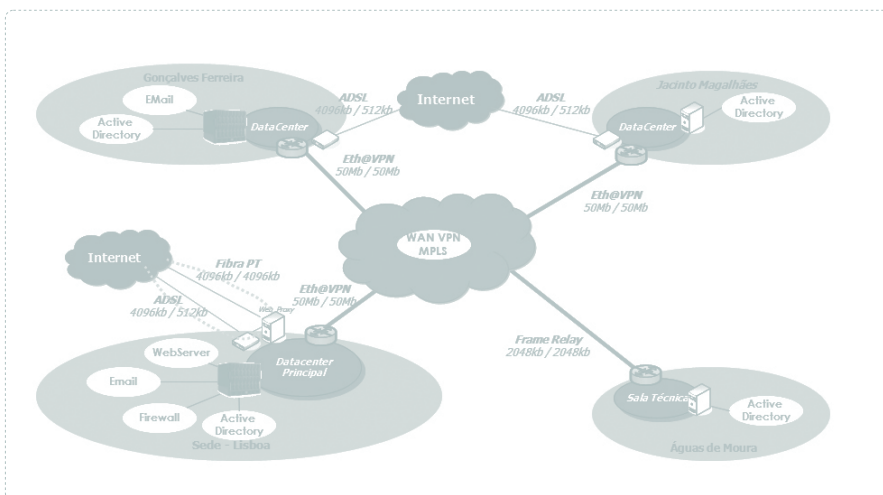 Gonçalves Ferreira
EMail
Active
Directory
DataCenter
ADSL
4096kb / 512kb
Internet
ADSL
4096kb / 512kb
Jacinto Magalhães
DataCenter
Active
Directory
Eth@VPN
50Mb / 50Mb
Eth@VPN
50Mb / 50Mb
WAN VPN
MPLS
Internet
Fibra PT
4096kb / 4096kb
ADSL
4096kb / 512kb
Web Proxy
Eth@VPN
50Mb / 50Mb
WebServer
Email
Firewall
Active
Directory
Datacenter
Principal
Sede - Lisboa
Frame Relay
2048kb / 2048kb
Sala Técnica
Active
Directory
Águas de Moura